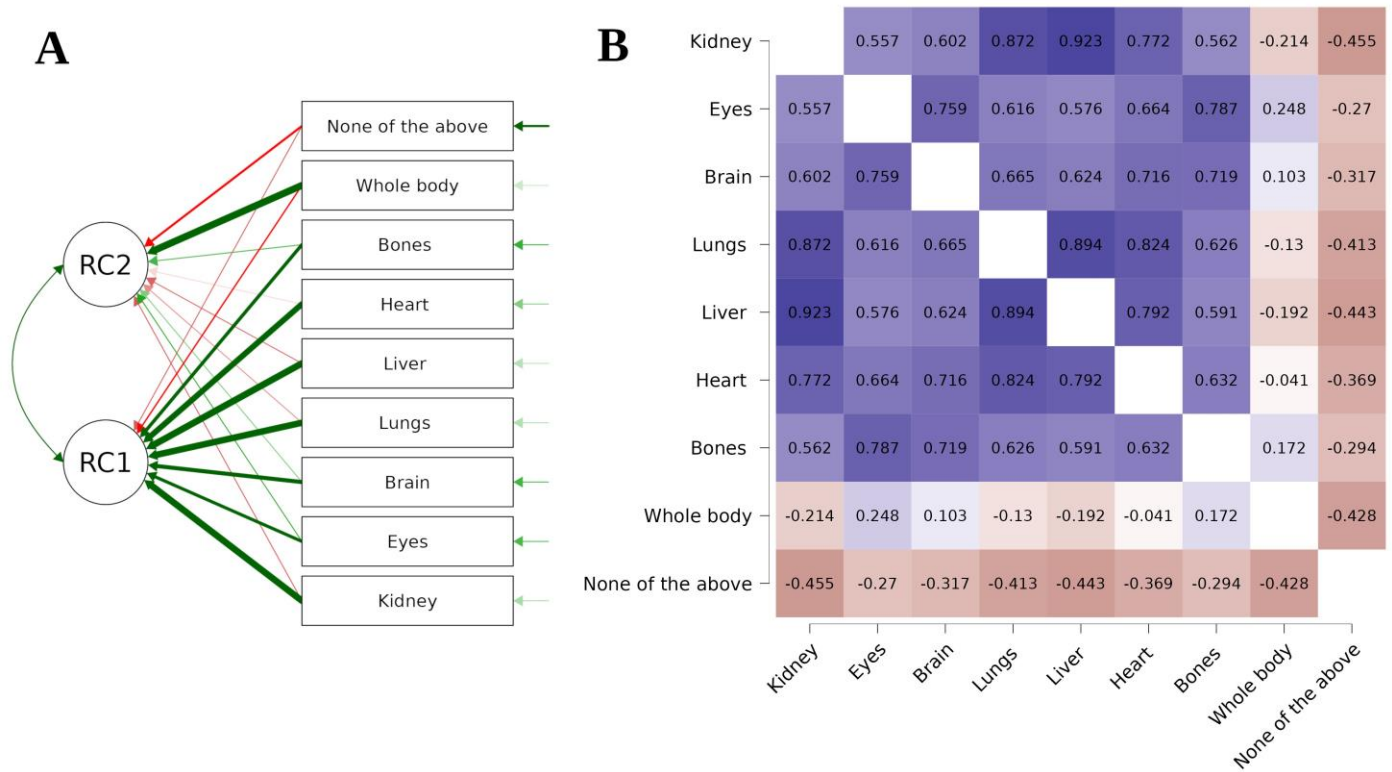 A
None of the above
Whole body
Bones
Heart
Liver
Lungs
Brain
Eyes
Kidney
RC2
RC1
B
Kidney 0.557 0.602 0.872 0.923 0.772 0.562 -0.214 -0.455
Eyes 0.557 0.759 0.616 0.576 0.664 0.787 0.248 -0.27
Brain 0.602 0.759 0.665 0.624 0.716 0.719 0.103 -0.317
Lungs 0.872 0.616 0.665 0.894 0.824 0.626 -0.13 -0.413
Liver 0.923 0.576 0.624 0.894 0.792 0.591 -0.192 -0.443
Heart 0.772 0.664 0.716 0.824 0.792 0.632 -0.041 -0.369
Bones 0.562 0.787 0.719 0.626 0.591 0.632 0.172 -0.294
Whole body -0.214 0.248 0.103 -0.13 -0.192 -0.041 0.172 -0.428
None of the above -0.455 -0.27 -0.317 -0.413 -0.443 -0.369 -0.294 -0.428
Kidney
Eyes
Brain
Lungs
Liver
Heart
Bones
Whole body
None of the above